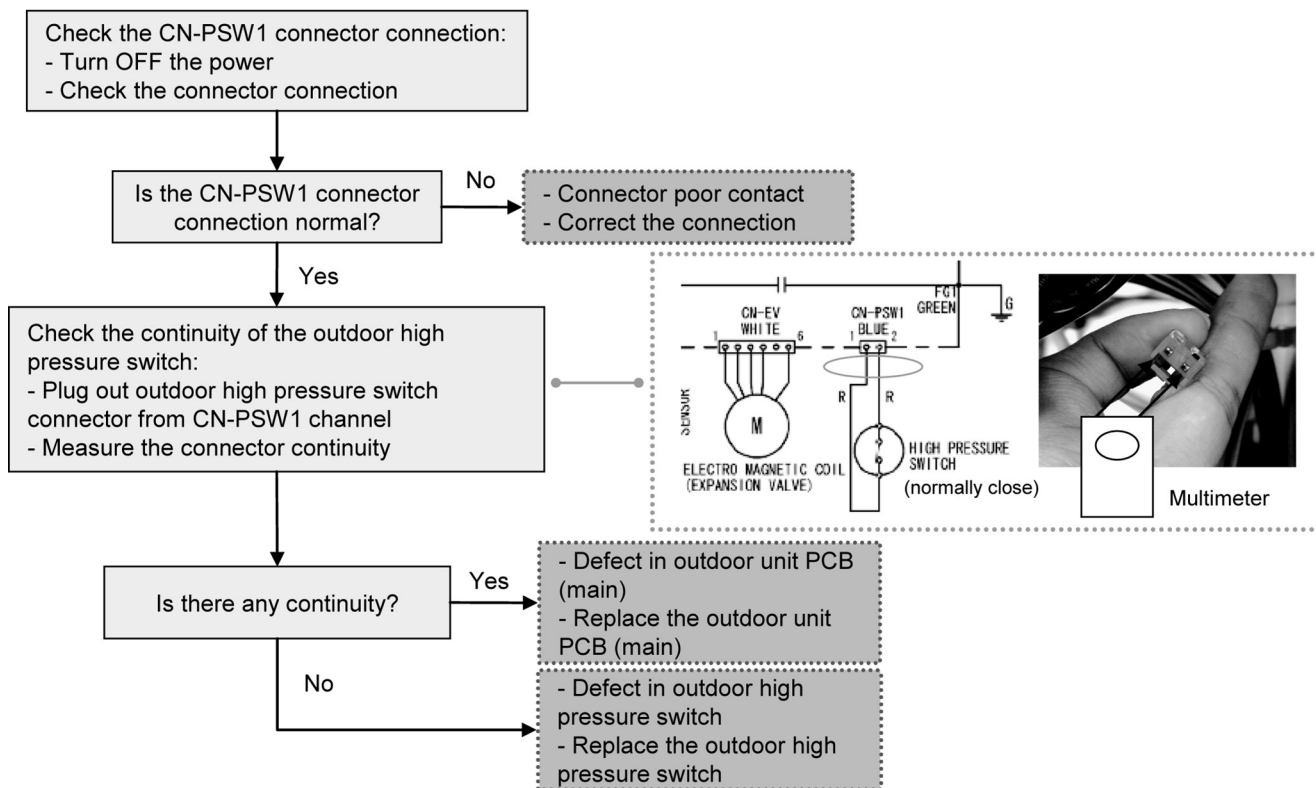 Check the CN-PSW1 connector connection:
- Turn OFF the power
- Check the connector connection
Is the CN-PSW1 connector
connection normal?
No
- Connector poor contact
- Correct the connection
Yes
Check the continuity of the outdoor high
pressure switch:
- Plug out outdoor high pressure switch
connector from CN-PSW1 channel
- Measure the connector continuity
FG1
GREEN
G
CN-EV
WHITE
1
6
CN-PSW1
BLUE
1
2
SENSOR
R
R
M
HIGH PRESSURE
SWITCH
(normally close)
ELECTRO MAGNETIC COIL
(EXPANSION VALVE)
Multimeter
Is there any continuity?
Yes
- Defect in outdoor unit PCB
(main)
- Replace the outdoor unit
PCB (main)
No
- Defect in outdoor high
pressure switch
- Replace the outdoor high
pressure switch